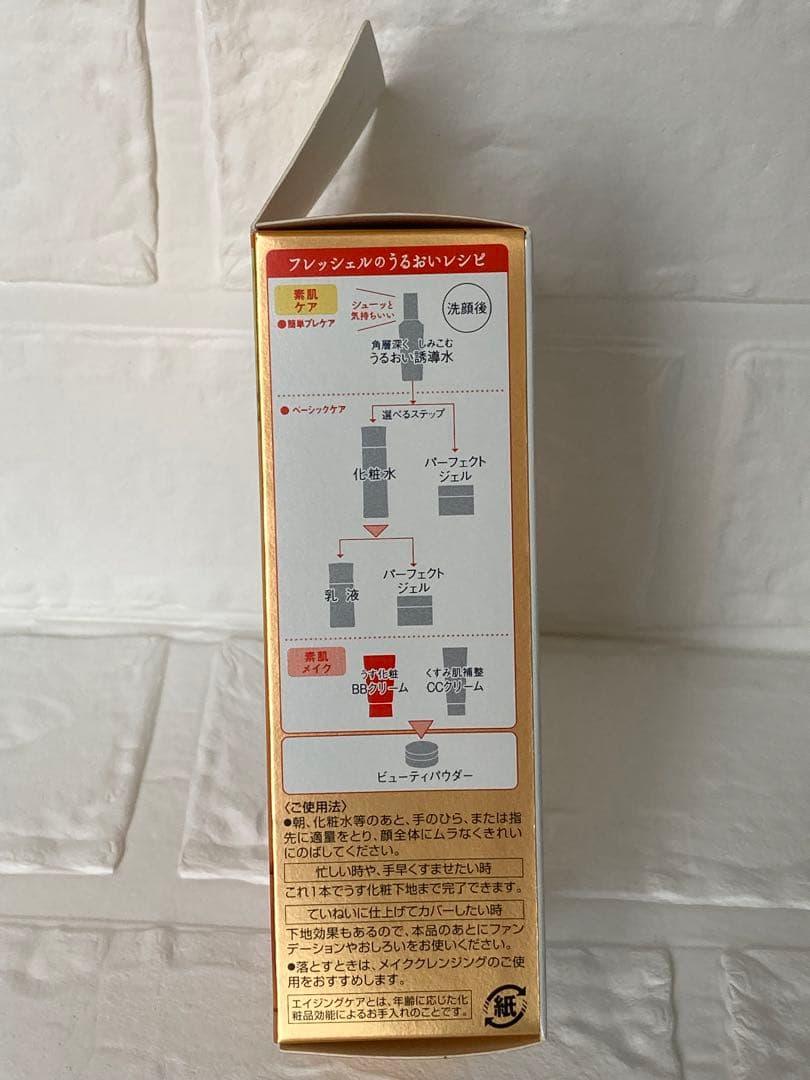 フレッシェルのうるおいレシピ
素肌
ケア
シューッと
気持ちいい
洗顔後
●簡単プレケア
角層深く しみこむ
うるおい誘導水
●ベーシックケア
選べるステップ
化粧水
パーフェクト
ジェル
乳液
パーフェクト
ジェル
素肌
メイク
うす化粧
BBクリーム
くすみ肌補整
CCクリーム
ビューティパウダー
〈ご使用法〉
●朝、化粧水等のあと、手のひら、または指
先に適量をとり、顔全体にムラなくきれい
にのばしてください。
忙しい時や、手早くすませたい時
これ1本でうす化粧下地まで完了できます。
ていねいに仕上げてカバーしたい時
下地効果もあるので、本品のあとにファン
デーションやおしろいをお使いください。
●落とすときは、メイククレンジングのご使
用をおすすめします。
エイジングケアとは、年齢に応じた化
粧品効能によるお手入れのことです。
紙